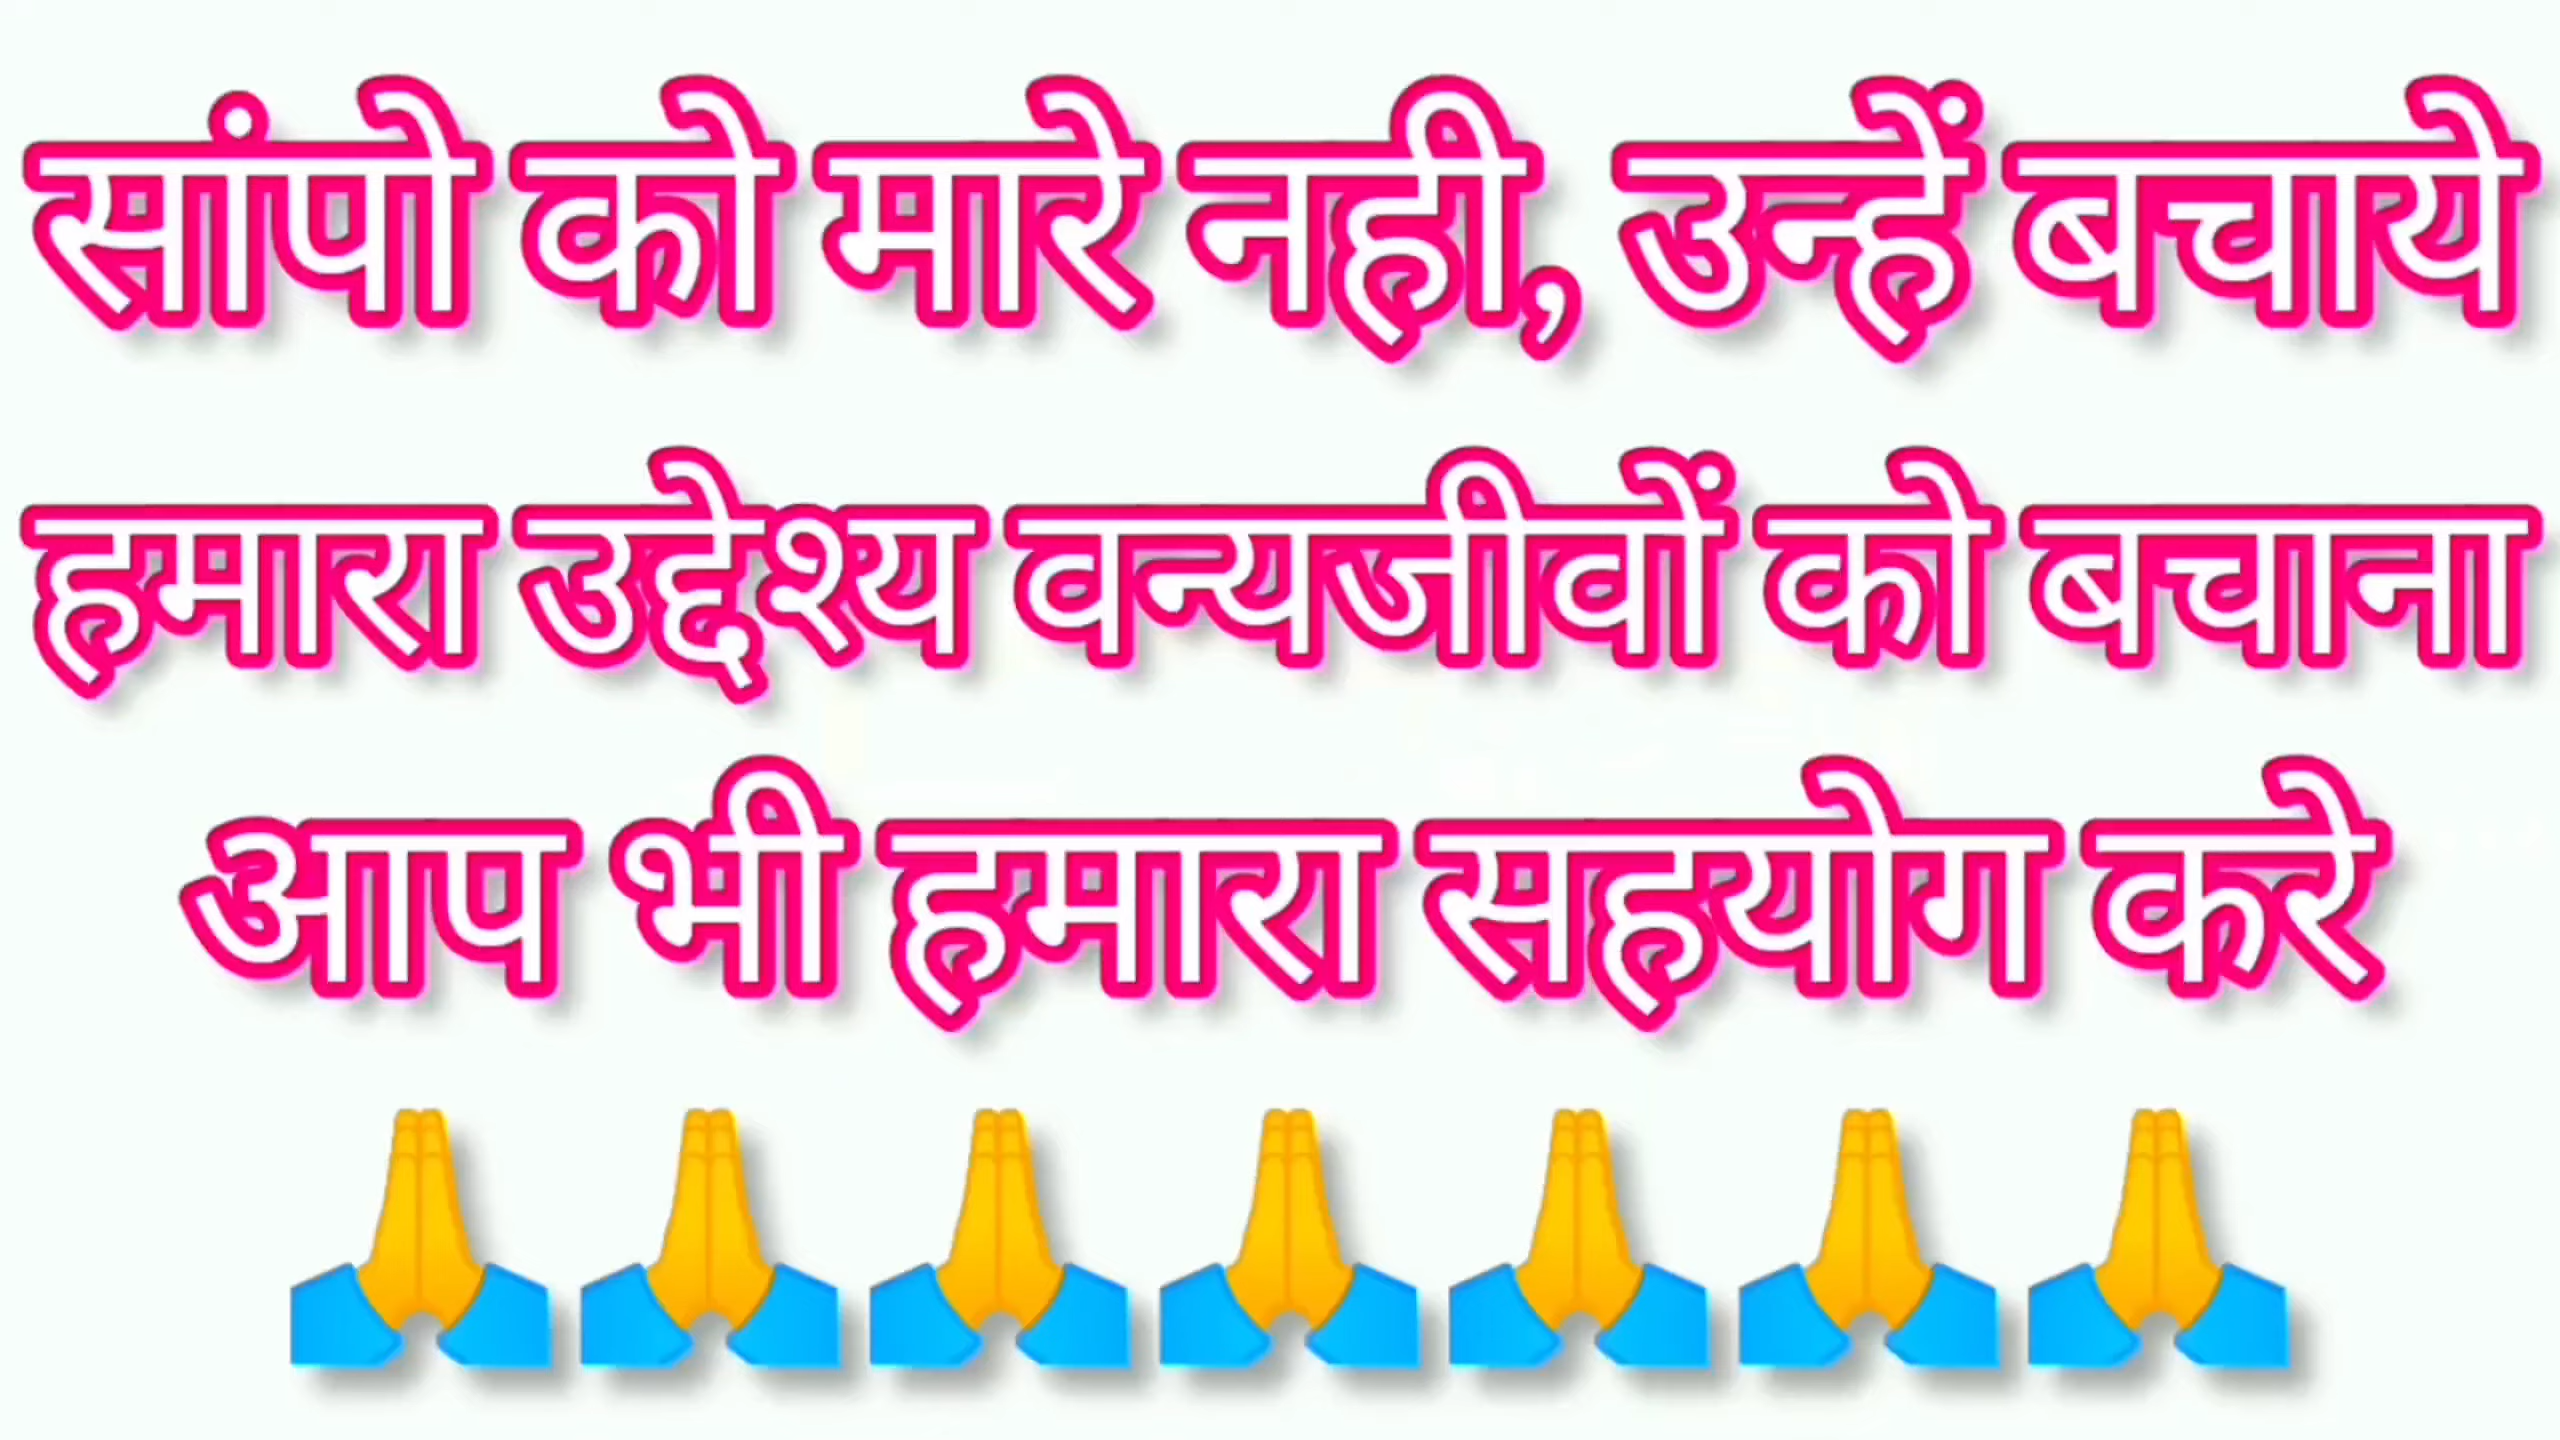 सांपो को मारे नही, उन्हें बचाये
हमारा उद्देश्य वन्यजीवों को बचाना
आप भी हमारा सहयोग करे
🙏🙏🙏🙏🙏🙏🙏